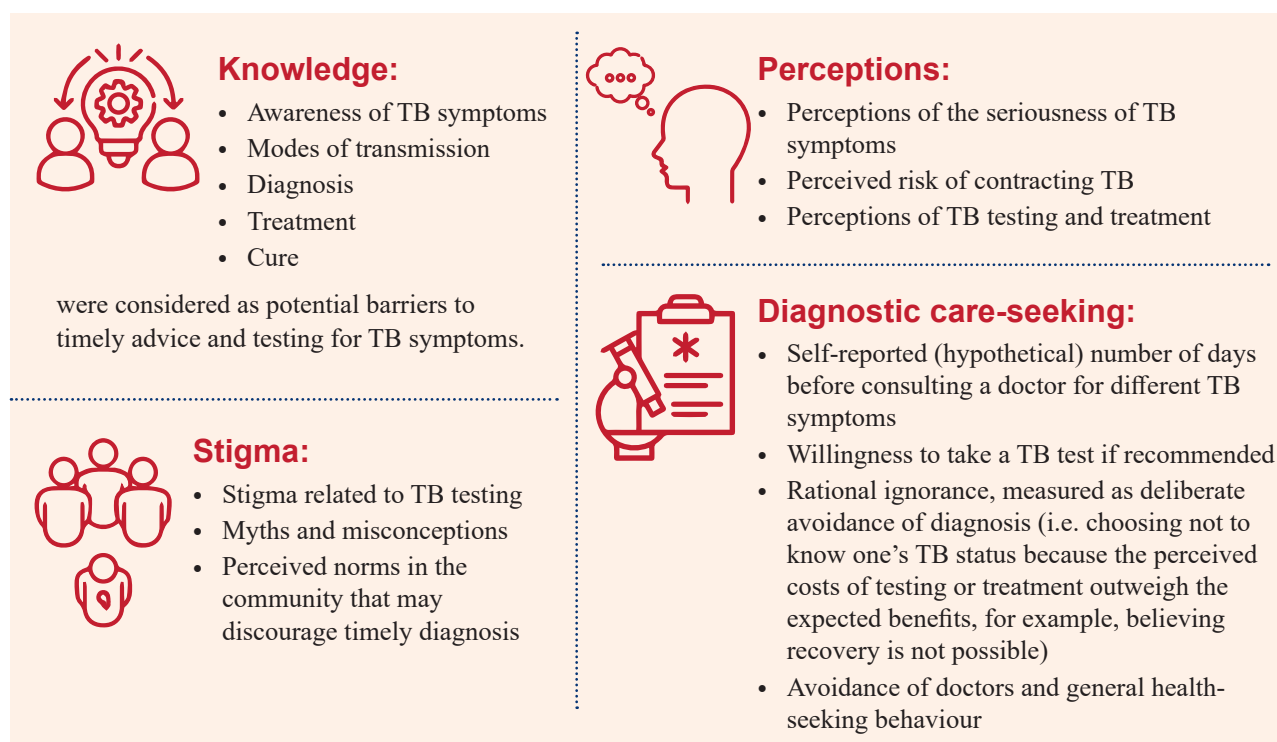 Knowledge:
• Awareness of TB symptoms
• Modes of transmission
• Diagnosis
• Treatment
• Cure
were considered as potential barriers to
timely advice and testing for TB symptoms.
Stigma:
• Stigma related to TB testing
• Myths and misconceptions
• Perceived norms in the
community that may
discourage timely diagnosis
Perceptions:
• Perceptions of the seriousness of TB
symptoms
• Perceived risk of contracting TB
• Perceptions of TB testing and treatment
Diagnostic care-seeking:
• Self-reported (hypothetical) number of days
before consulting a doctor for different TB
symptoms
• Willingness to take a TB test if recommended
• Rational ignorance, measured as deliberate
avoidance of diagnosis (i.e. choosing not to
know one’s TB status because the perceived
costs of testing or treatment outweigh the
expected benefits, for example, believing
recovery is not possible)
• Avoidance of doctors and general health-
seeking behaviour